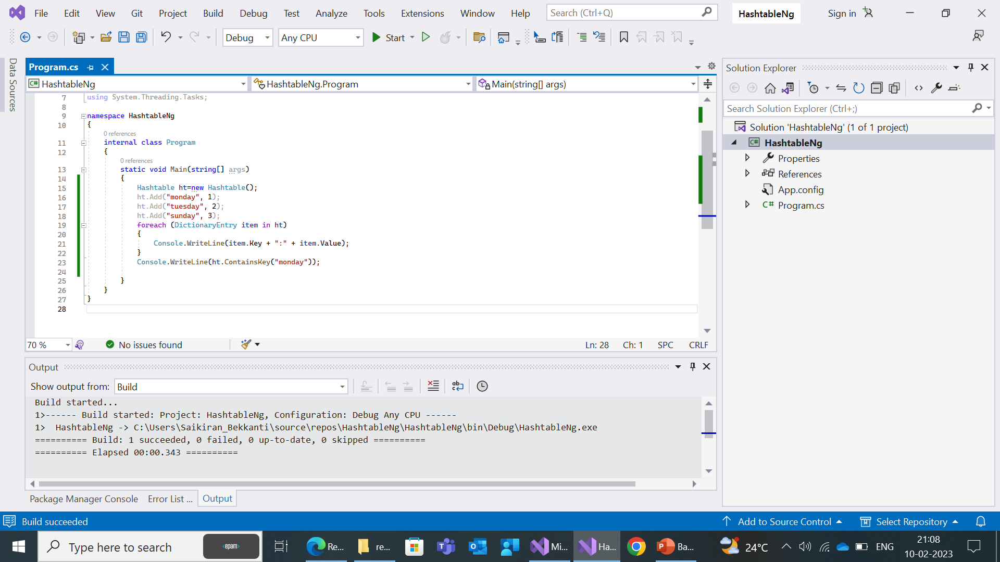 File Edit View Git Project Build Debug Test Analyze Tools Extensions Window Help Search (Ctrl+Q) HashtableNg Sign in
Debug Any CPU Start
Data Sources
Program.cs
HashtableNg HashtableNg.Program Main(string[] args)
7 using System.Threading.Tasks;
8
9 namespace HashtableNg
10 {
0 references
11 internal class Program
12 {
0 references
13 static void Main(string[] args)
14 {
15 Hashtable ht=new Hashtable();
16 ht.Add("monday", 1);
17 ht.Add("tuesday", 2);
18 ht.Add("sunday", 3);
19 foreach (DictionaryEntry item in ht)
20 {
21 Console.WriteLine(item.Key + ":" + item.Value);
22 }
23 Console.WriteLine(ht.ContainsKey("monday"));
24
25 }
26 }
27 }
28
70 % No issues found Ln: 28 Ch: 1 SPC CRLF
Output
Show output from: Build
Build started...
1>------ Build started: Project: HashtableNg, Configuration: Debug Any CPU ------
1>  HashtableNg -> C:\Users\Saikiran_Bekkanti\source\repos\HashtableNg\HashtableNg\bin\Debug\HashtableNg.exe
========== Build: 1 succeeded, 0 failed, 0 up-to-date, 0 skipped ==========
========== Elapsed 00:00.343 ==========
Package Manager Console Error List ... Output
Solution Explorer
Search Solution Explorer (Ctrl+;)
Solution 'HashtableNg' (1 of 1 project)
C# HashtableNg
Properties
References
App.config
C# Program.cs
Build succeeded Add to Source Control Select Repository
Type here to search <epam> Re... re... Mi... Ha... Ba... 24°C ENG 21:08
10-02-2023